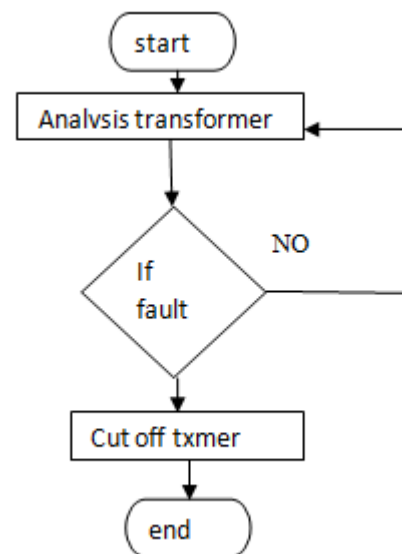 start
Analysis transformer
NO
If
fault
Cut off txmer
end